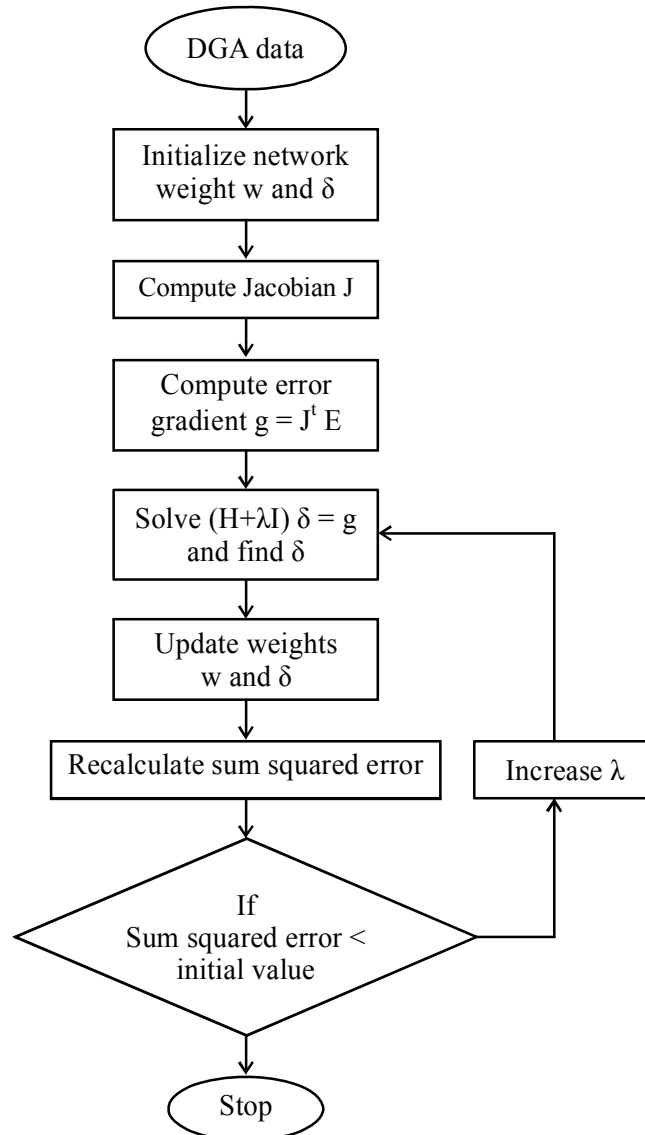 DGA data
Initialize network
weight w and δ
Compute Jacobian J
Compute error
gradient g = Jᵗ E
Solve (H+λI) δ = g
and find δ
Update weights
w and δ
Recalculate sum squared error
Increase λ
If
Sum squared error <
initial value
Stop